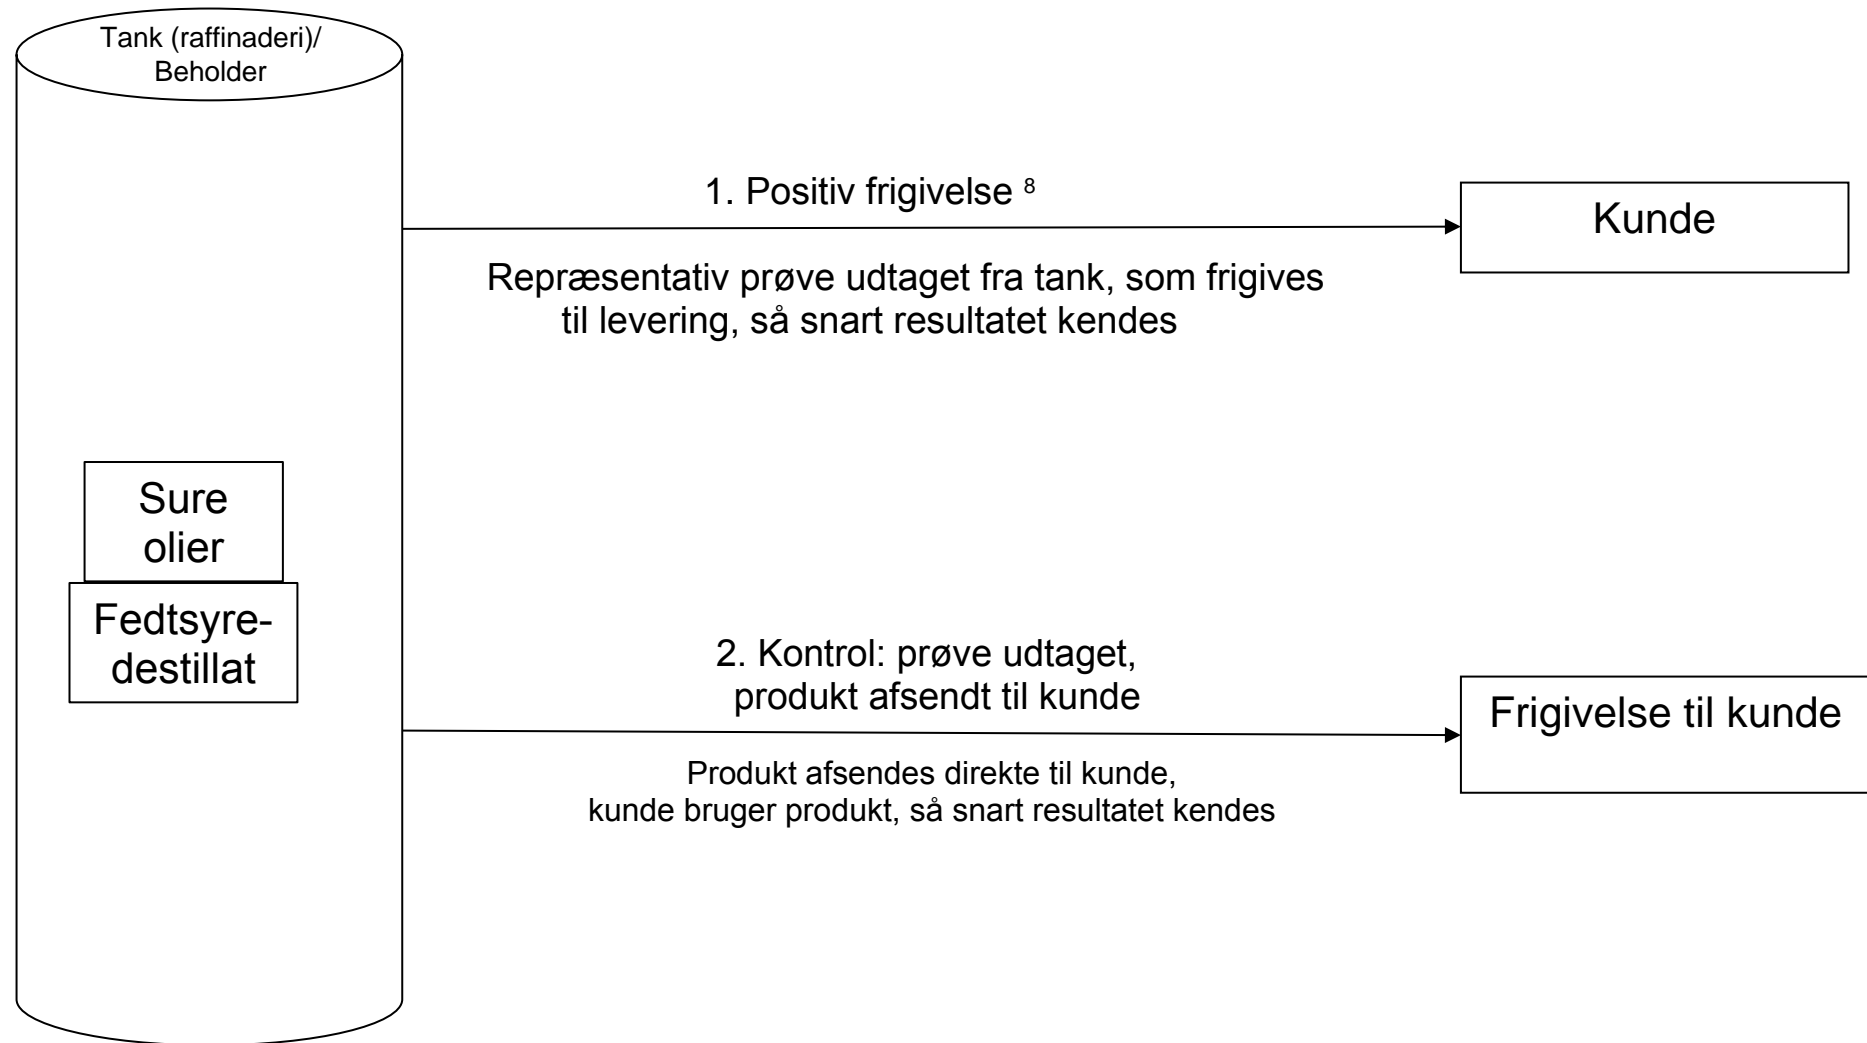 Tank (raffinaderi)/
Beholder
1. Positiv frigivelse ⁸
Kunde
Repræsentativ prøve udtaget fra tank, som frigives
til levering, så snart resultatet kendes
Sure
olier
Fedtsyre-
destillat
2. Kontrol: prøve udtaget,
produkt afsendt til kunde
Frigivelse til kunde
Produkt afsendes direkte til kunde,
kunde bruger produkt, så snart resultatet kendes